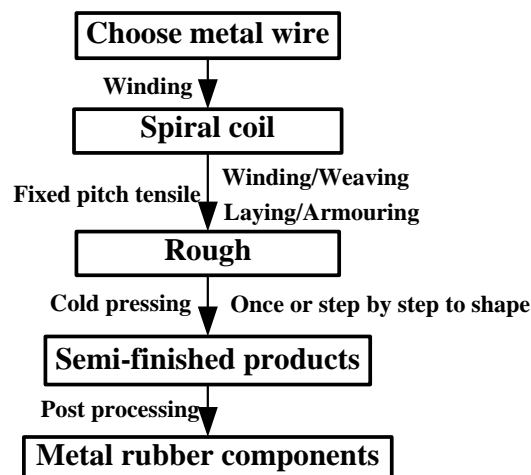 Choose metal wire
Winding
Spiral coil
Winding/Weaving
Fixed pitch tensile
Laying/Armouring
Rough
Cold pressing Once or step by step to shape
Semi-finished products
Post processing
Metal rubber components